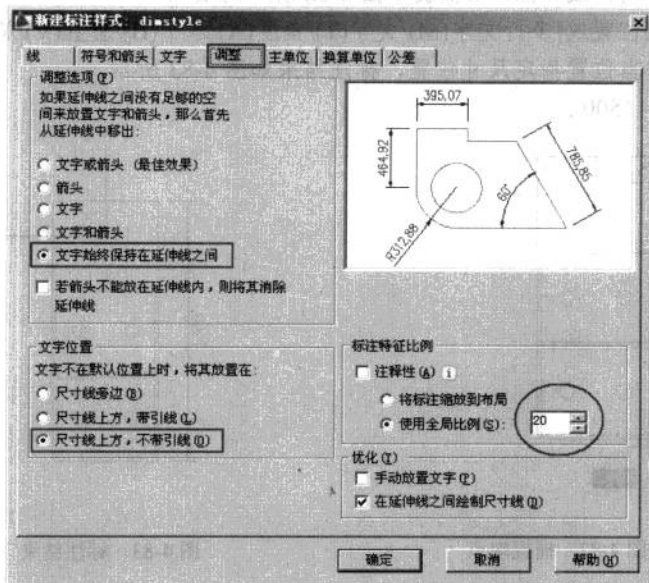 新建标注样式: dimstyle
线 符号和箭头 文字 调整 主单位 换算单位 公差
调整选项(F)
如果延伸线之间没有足够的空
间来放置文字和箭头，那么首先
从延伸线中移出:
文字或箭头 (最佳效果)
箭头
文字
文字和箭头
文字始终保持在延伸线之间
若箭头不能放在延伸线内，则将其消除
延伸线
395,07
464,92
785,85
60°
R312,88
文字位置
文字不在默认位置上时，将其放置在:
尺寸线旁边(B)
尺寸线上方，带引线(L)
尺寸线上方，不带引线(O)
标注特征比例
注释性(A) i
将标注缩放到布局
使用全局比例(S): 20
优化(T)
手动放置文字(P)
在延伸线之间绘制尺寸线(D)
确定 取消 帮助(H)